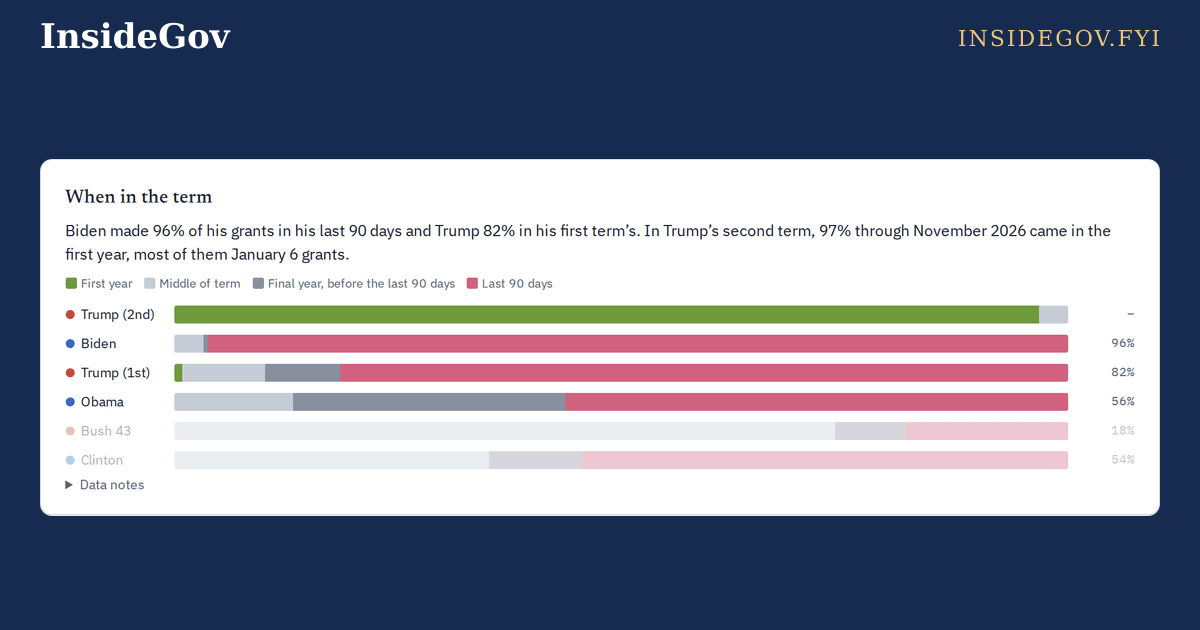 InsideGov
INSIDEGOV.FYI
When in the term
Biden made 96% of his grants in his last 90 days and Trump 82% in his first term’s. In Trump’s second term, 97% through November 2026 came in the
first year, most of them January 6 grants.
First year Middle of term Final year, before the last 90 days Last 90 days
Trump (2nd) –
Biden 96%
Trump (1st) 82%
Obama 56%
Bush 43 18%
Clinton 54%
Data notes